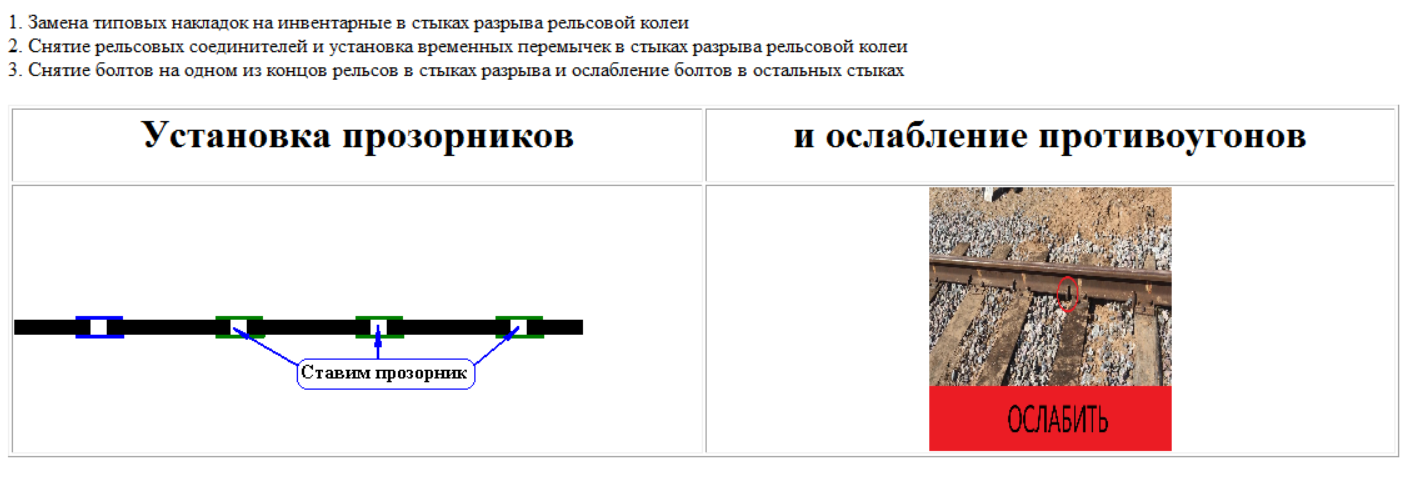 1. Замена типовых накладок на инвентарные в стыках разрыва рельсовой колеи
2. Снятие рельсовых соединителей и установка временных перемычек в стыках разрыва рельсовой колеи
3. Снятие болтов на одном из концов рельсов в стыках разрыва и ослабление болтов в остальных стыках
Установка прозорников
и ослабление противоугонов
Ставим прозорник
ОСЛАБИТЬ